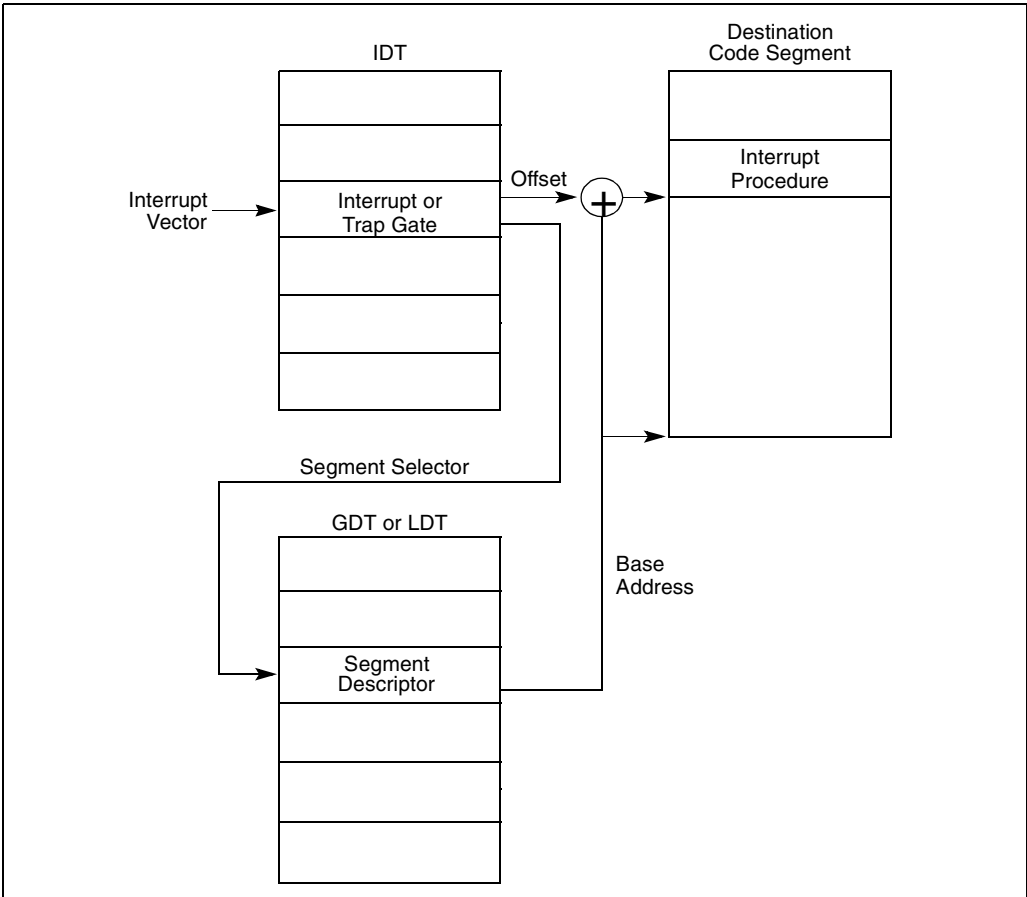 Destination
Code Segment
IDT
Interrupt
Procedure
Offset
+
Interrupt
Vector
Interrupt or
Trap Gate
Segment Selector
GDT or LDT
Base
Address
Segment
Descriptor